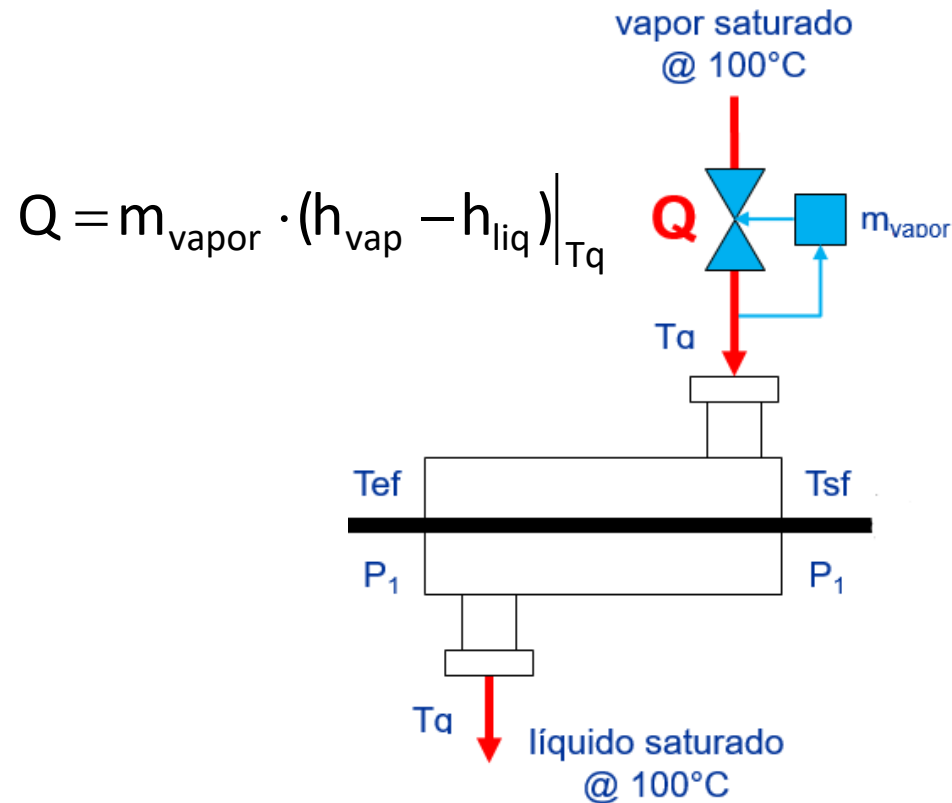 vapor saturado
@ 100°C
Q = m_vapor · (h_vap − h_liq)|_Tq
Q
m_vapor
Tq
Tef
Tsf
P₁
P₁
Tq
líquido saturado
@ 100°C